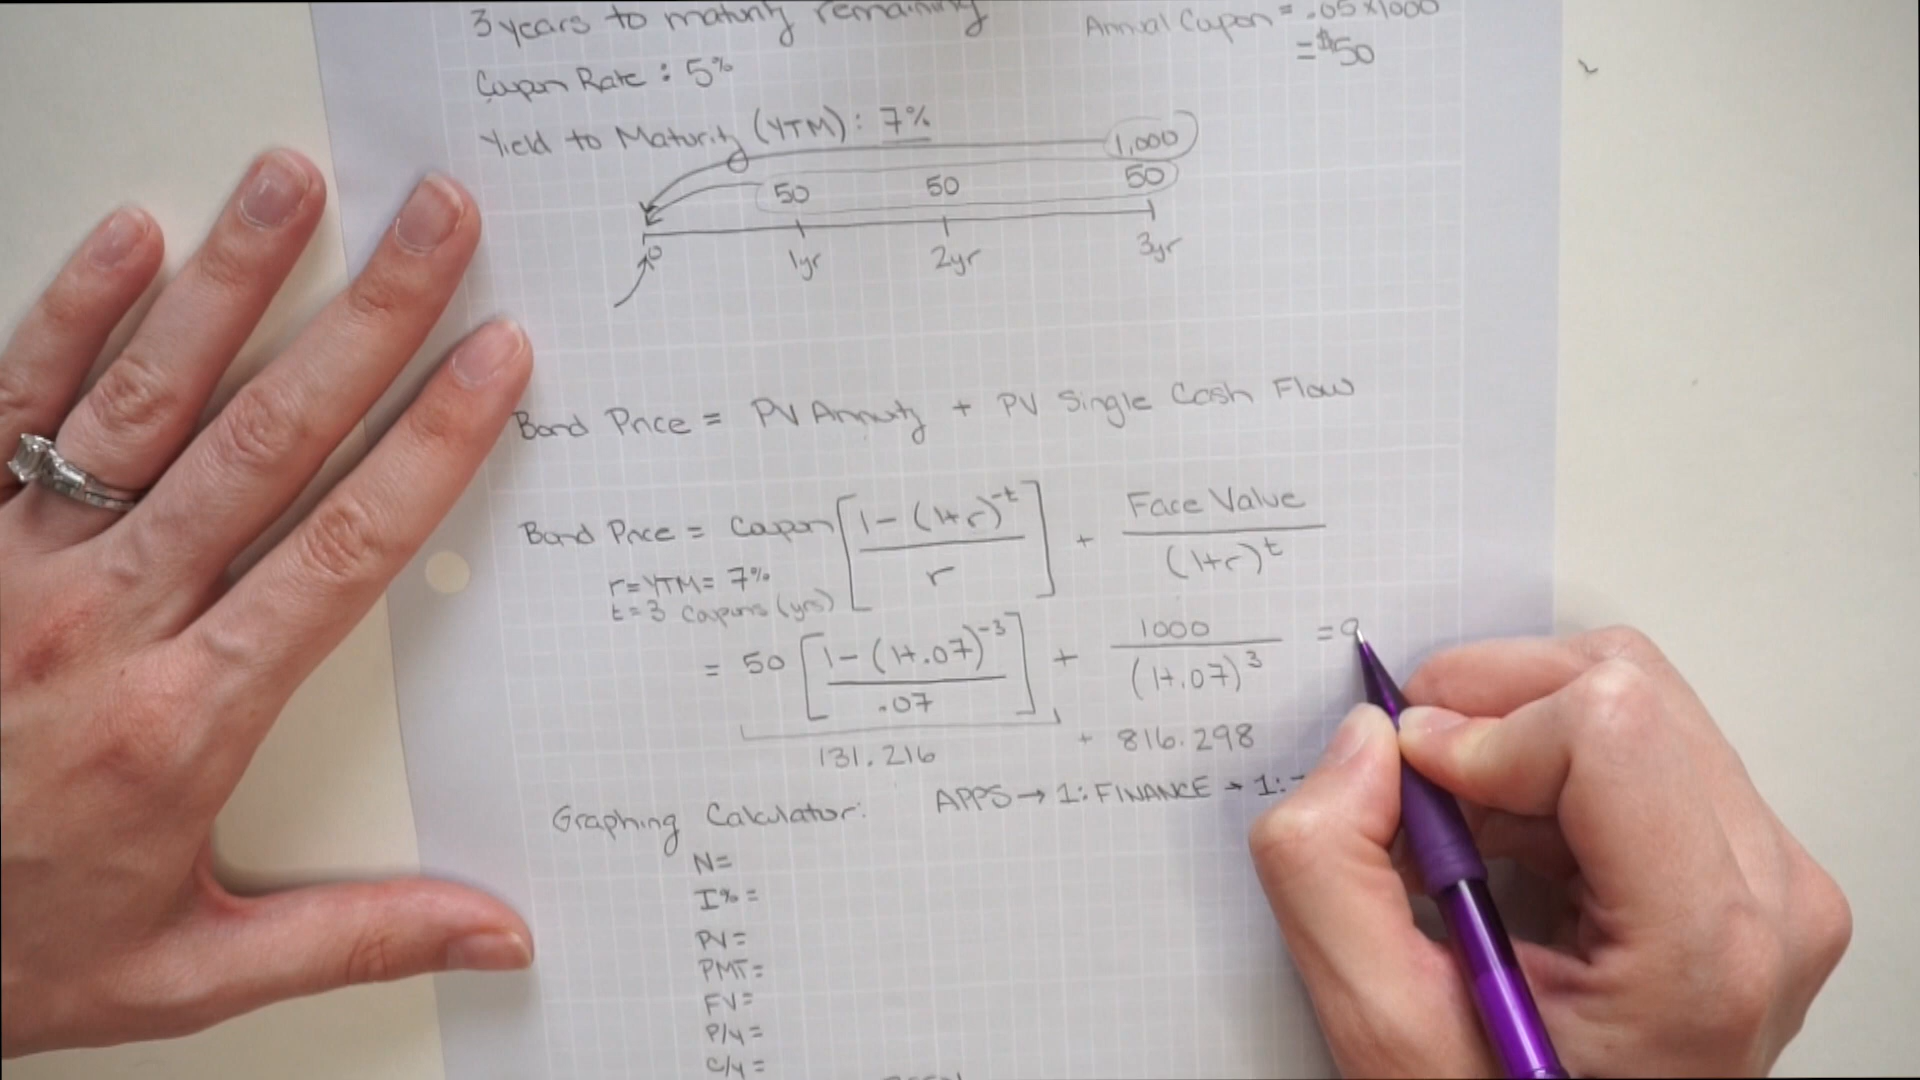 3 years to maturity remaining
Annual Coupon = .05 x 1000
= $50
Coupon Rate : 5%
Yield to Maturity (YTM) : 7%
1,000
50 50 50
0 1yr 2yr 3yr
Bond Price = PV Annuity + PV Single Cash Flow
Bond Price = Coupon [ 1 - (1+r)^-t / r ] + Face Value / (1+r)^t
r = YTM = 7%
t = 3 coupons (yrs)
= 50 [ 1 - (1+.07)^-3 / .07 ] + 1000 / (1+.07)^3 = 9
131.216 + 816.298
Graphing Calculator: APPS → 1: FINANCE → 1:
N=
I% =
PV =
PMT =
FV =
P/Y =
C/Y =